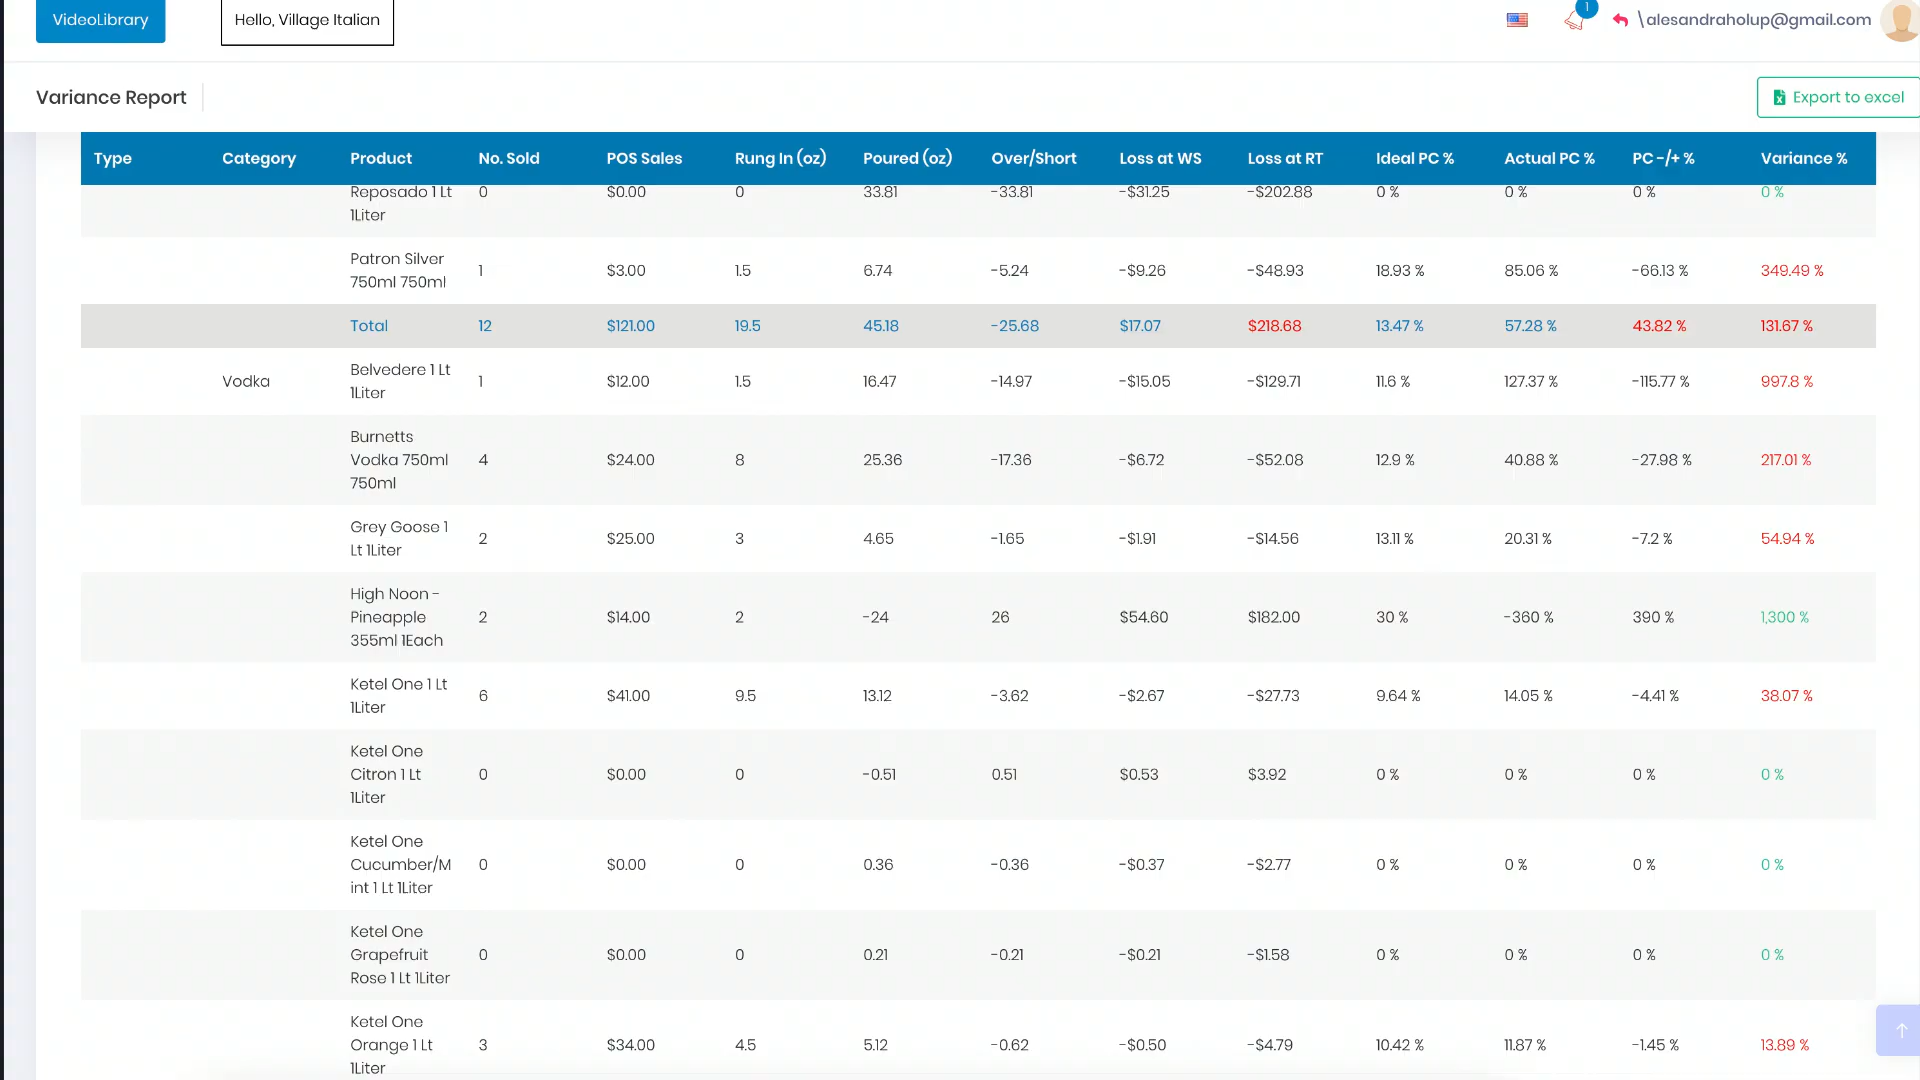 VideoLibrary
Hello, Village Italian
1
\alesandraholup@gmail.com
Variance Report
Export to excel
Type Category Product No. Sold POS Sales Rung In (oz) Poured (oz) Over/Short Loss at WS Loss at RT Ideal PC % Actual PC % PC -/+ % Variance %
Reposado 1 Lt 0 $0.00 0 33.81 -33.81 -$31.25 -$202.88 0 % 0 % 0 % 0 %
1Liter
Patron Silver
750ml 750ml 1 $3.00 1.5 6.74 -5.24 -$9.26 -$48.93 18.93 % 85.06 % -66.13 % 349.49 %
Total 12 $121.00 19.5 45.18 -25.68 $17.07 $218.68 13.47 % 57.28 % 43.82 % 131.67 %
Vodka Belvedere 1 Lt
1Liter 1 $12.00 1.5 16.47 -14.97 -$15.05 -$129.71 11.6 % 127.37 % -115.77 % 997.8 %
Burnetts
Vodka 750ml 4 $24.00 8 25.36 -17.36 -$6.72 -$52.08 12.9 % 40.88 % -27.98 % 217.01 %
750ml
Grey Goose 1
Lt 1Liter 2 $25.00 3 4.65 -1.65 -$1.91 -$14.56 13.11 % 20.31 % -7.2 % 54.94 %
High Noon -
Pineapple 2 $14.00 2 -24 26 $54.60 $182.00 30 % -360 % 390 % 1,300 %
355ml 1Each
Ketel One 1 Lt
1Liter 6 $41.00 9.5 13.12 -3.62 -$2.67 -$27.73 9.64 % 14.05 % -4.41 % 38.07 %
Ketel One
Citron 1 Lt 0 $0.00 0 -0.51 0.51 $0.53 $3.92 0 % 0 % 0 % 0 %
1Liter
Ketel One
Cucumber/M 0 $0.00 0 0.36 -0.36 -$0.37 -$2.77 0 % 0 % 0 % 0 %
int 1 Lt 1Liter
Ketel One
Grapefruit 0 $0.00 0 0.21 -0.21 -$0.21 -$1.58 0 % 0 % 0 % 0 %
Rose 1 Lt 1Liter
Ketel One
Orange 1 Lt 3 $34.00 4.5 5.12 -0.62 -$0.50 -$4.79 10.42 % 11.87 % -1.45 % 13.89 %
1Liter